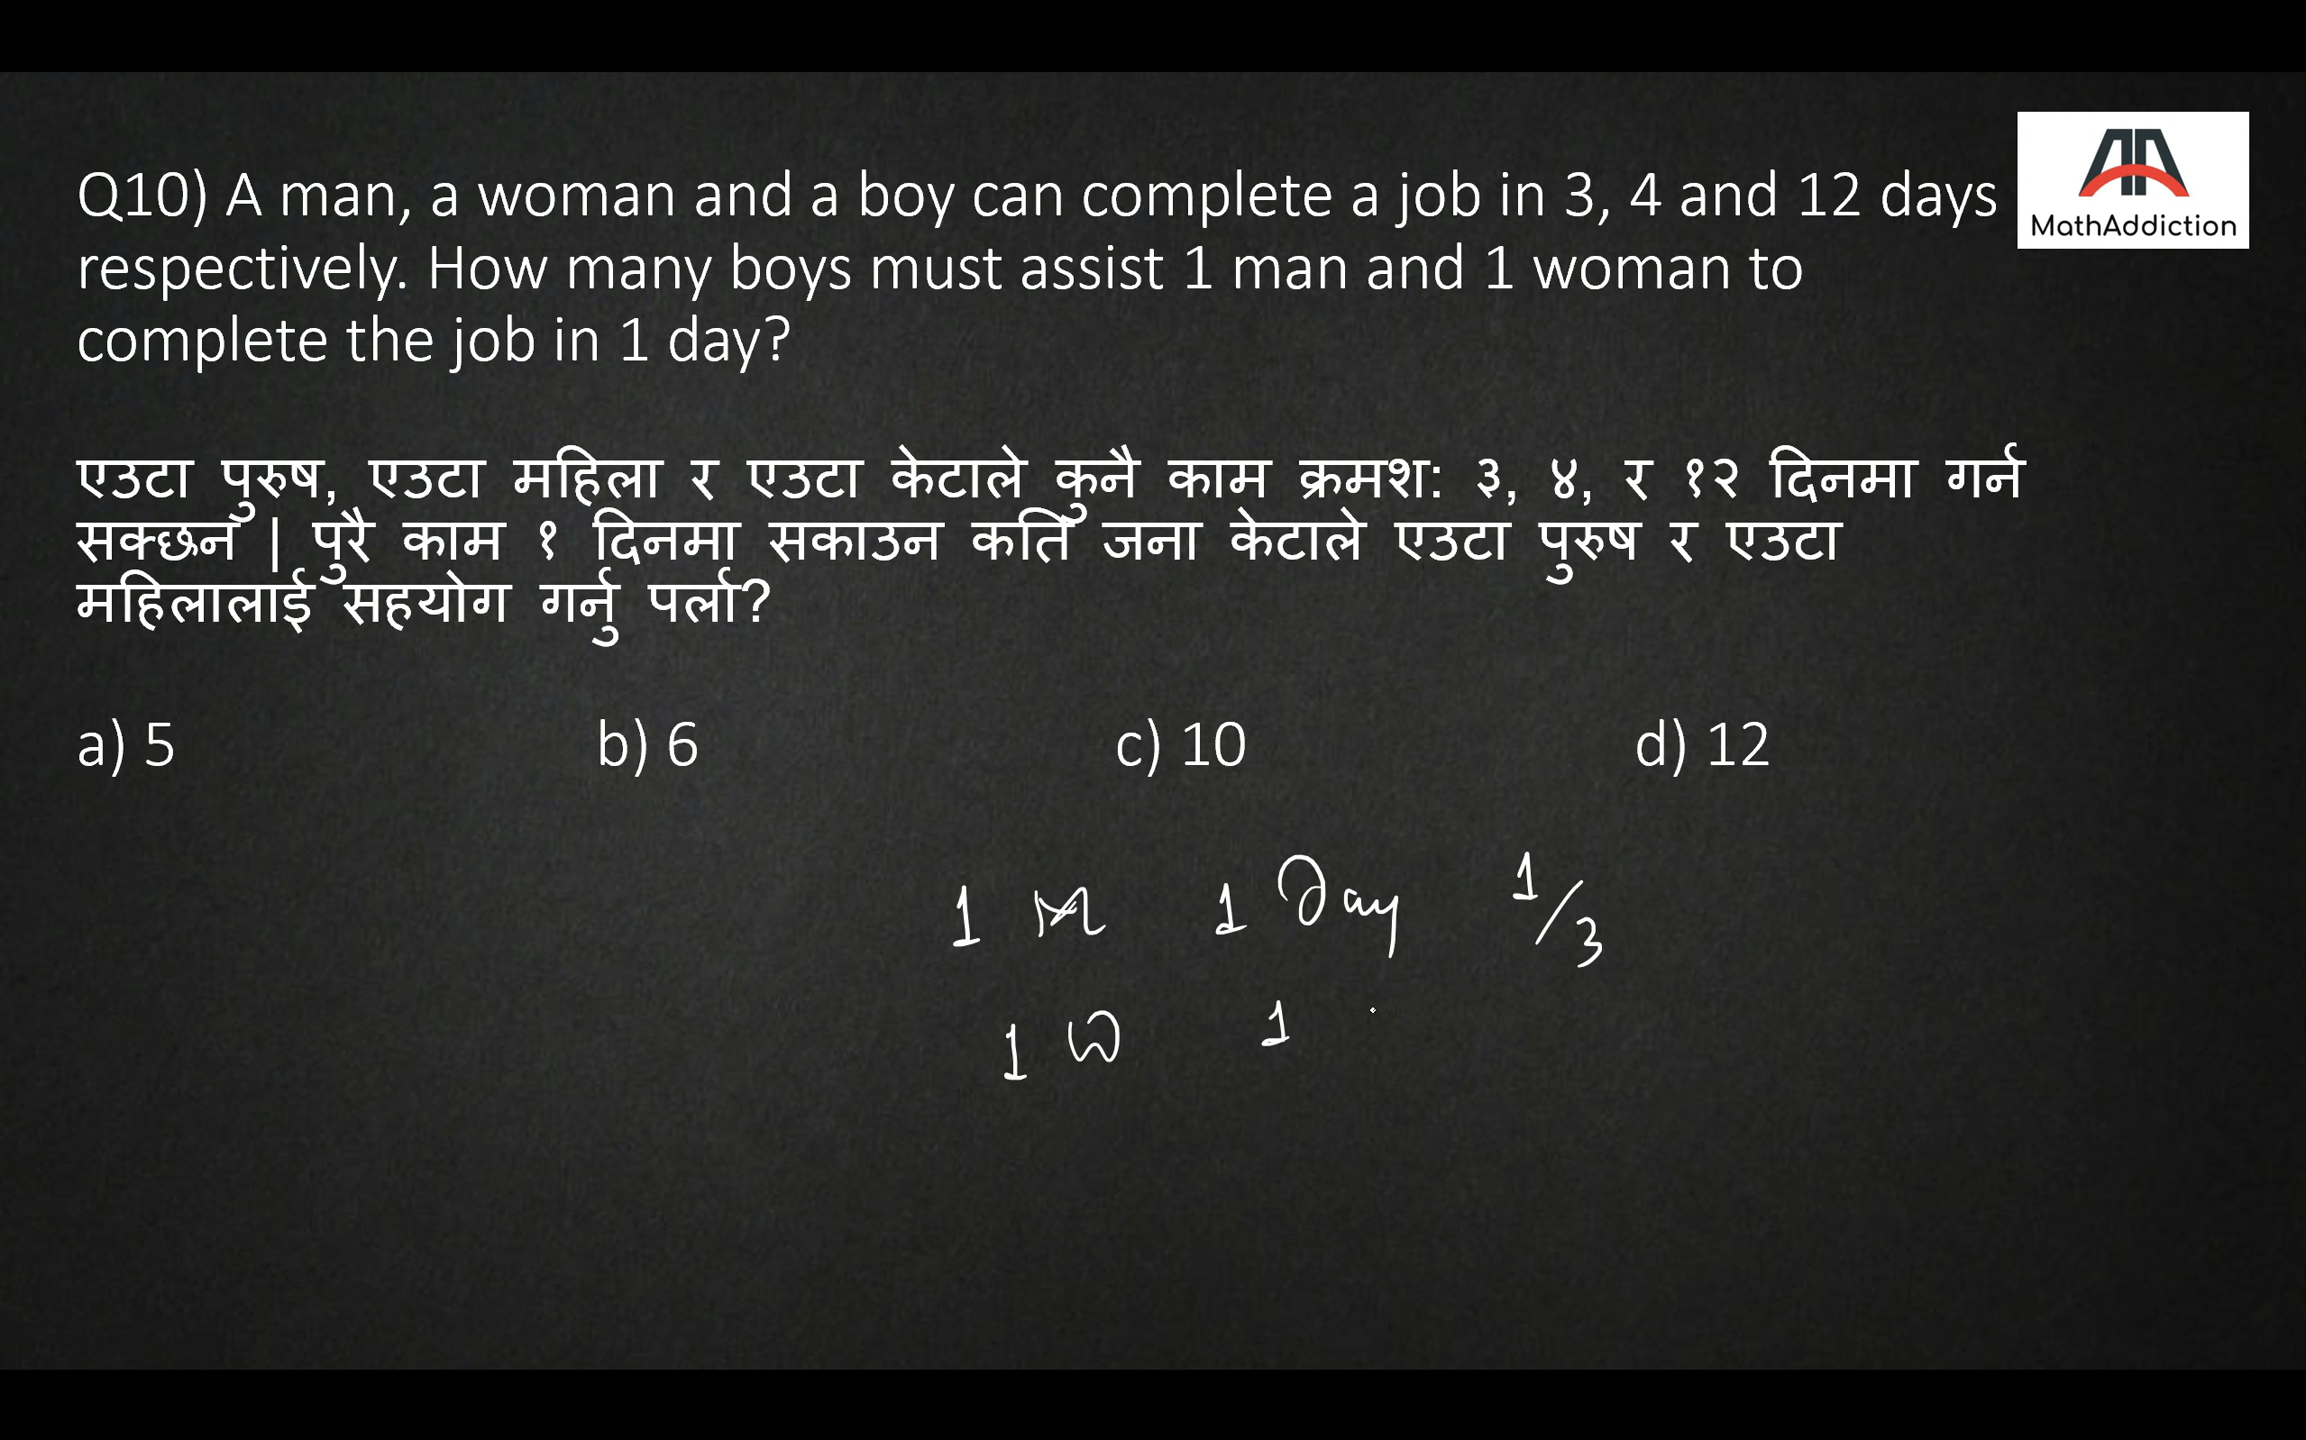 Q10) A man, a woman and a boy can complete a job in 3, 4 and 12 days
respectively. How many boys must assist 1 man and 1 woman to
complete the job in 1 day?
MathAddiction
एउटा पुरुष, एउटा महिला र एउटा केटाले कुनै काम क्रमश: ३, ४, र १२ दिनमा गर्न
सक्छन | पुरै काम १ दिनमा सकाउन कति जना केटाले एउटा पुरुष र एउटा
महिलालाई सहयोग गर्नु पर्ला?
a) 5 b) 6 c) 10 d) 12
1 M 1 Day 1/3
1 W 1